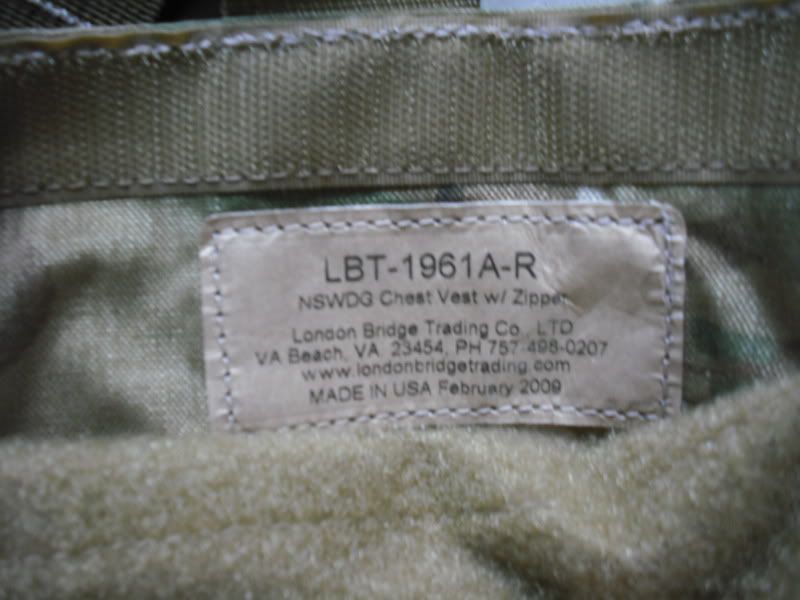 LBT-1961A-R
NSWDG Chest Vest w/ Zipper
London Bridge Trading Co., LTD
VA Beach, VA 23454, PH 757-498-0207
www.londonbridgetrading.com
MADE IN USA February 2009